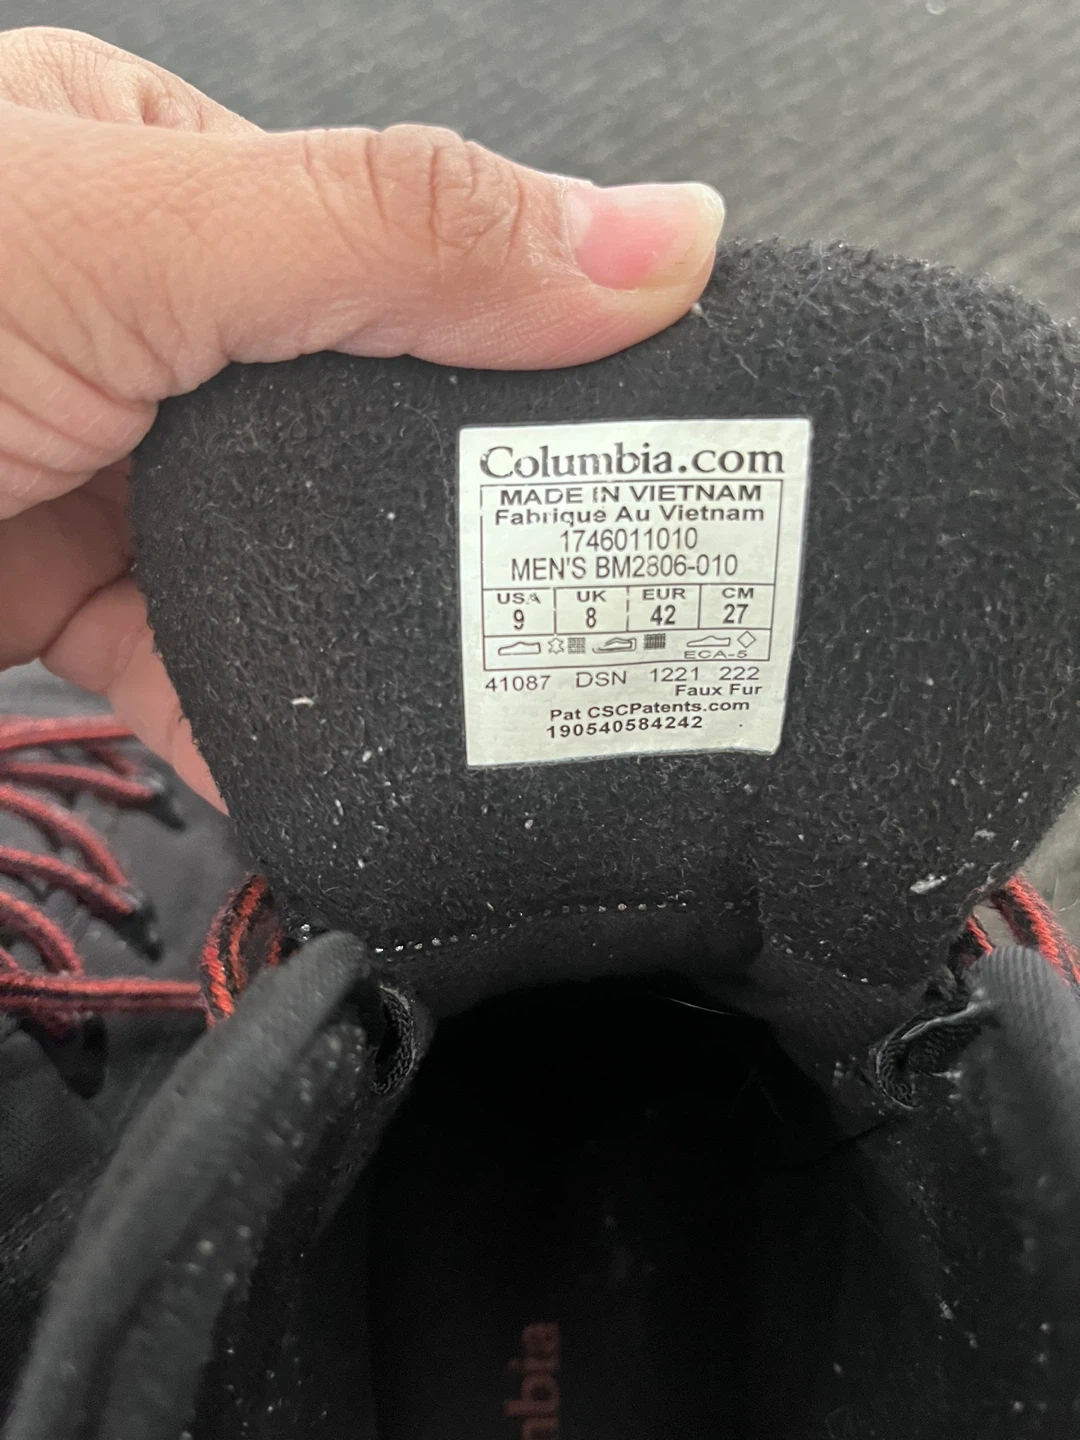 Columbia.com
MADE IN VIETNAM
Fabrique Au Vietnam
1746011010
MEN'S BM2806-010
USA UK EUR CM
9 8 42 27
ECA-5
41087 DSN 1221 222
Faux Fur
Pat CSCPatents.com
190540584242
mbia